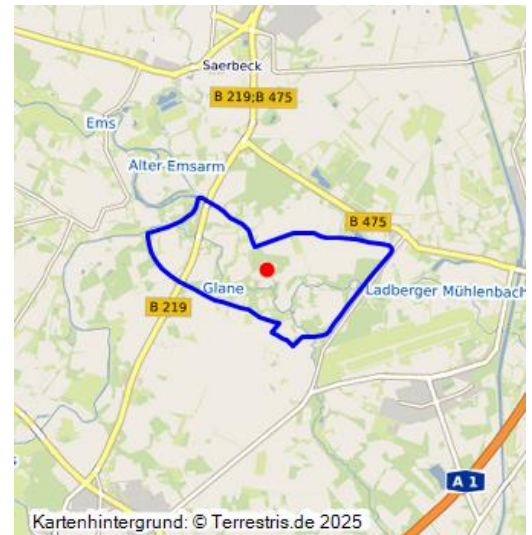 Saerbeck
B 219;B 475
Ems
Alter Emsarm
B 475
Glane
Ladberger Mühlenbach
B 219
A 1
Kartenhintergrund: © Terrestris.de 2025